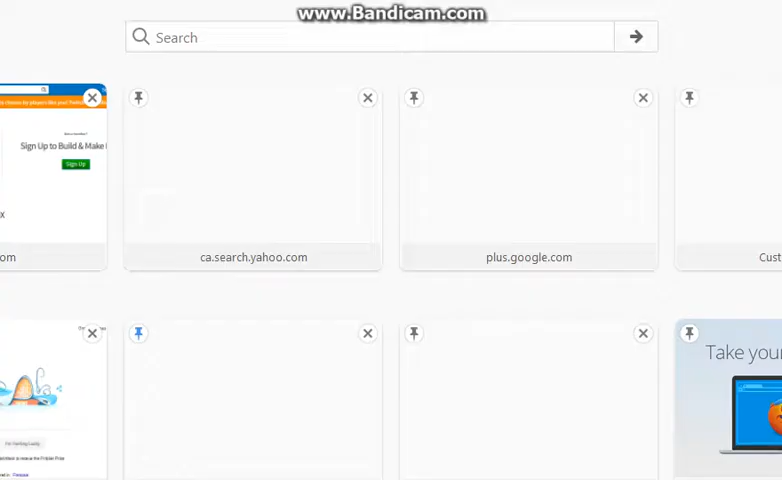 www.Bandicam.com
Search
Sign Up to Build & Make
Sign Up
om
ca.search.yahoo.com
plus.google.com
Cust
Take your